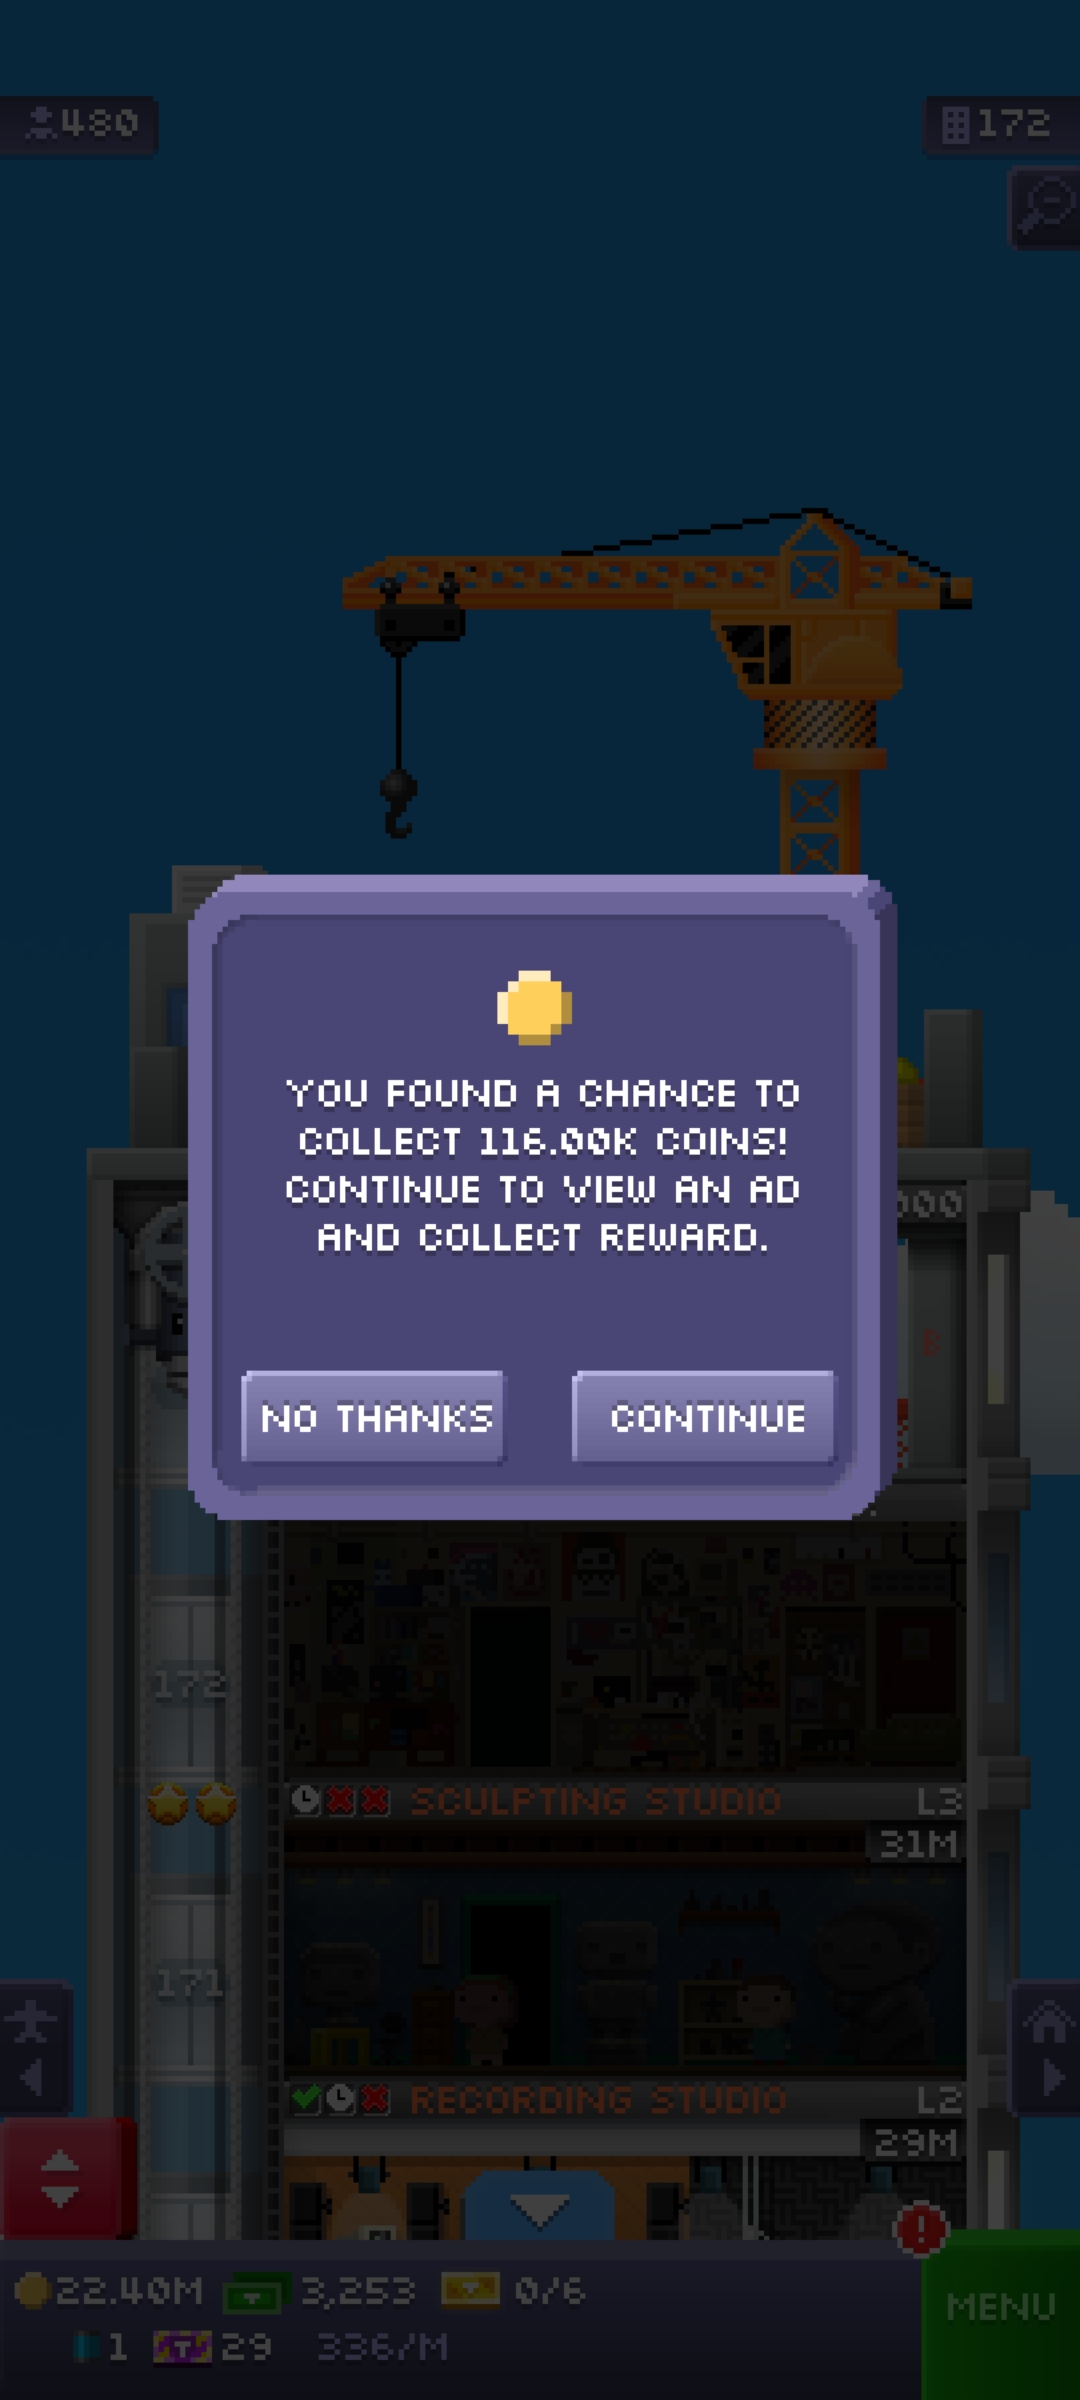 480
172
YOU FOUND A CHANCE TO
COLLECT 116.00K COINS!
CONTINUE TO VIEW AN AD
AND COLLECT REWARD.
NO THANKS
CONTINUE
172
SCULPTING STUDIO L3
31M
171
RECORDING STUDIO L2
29M
22.40M 3,253 0/6
1 29 336/M
MENU